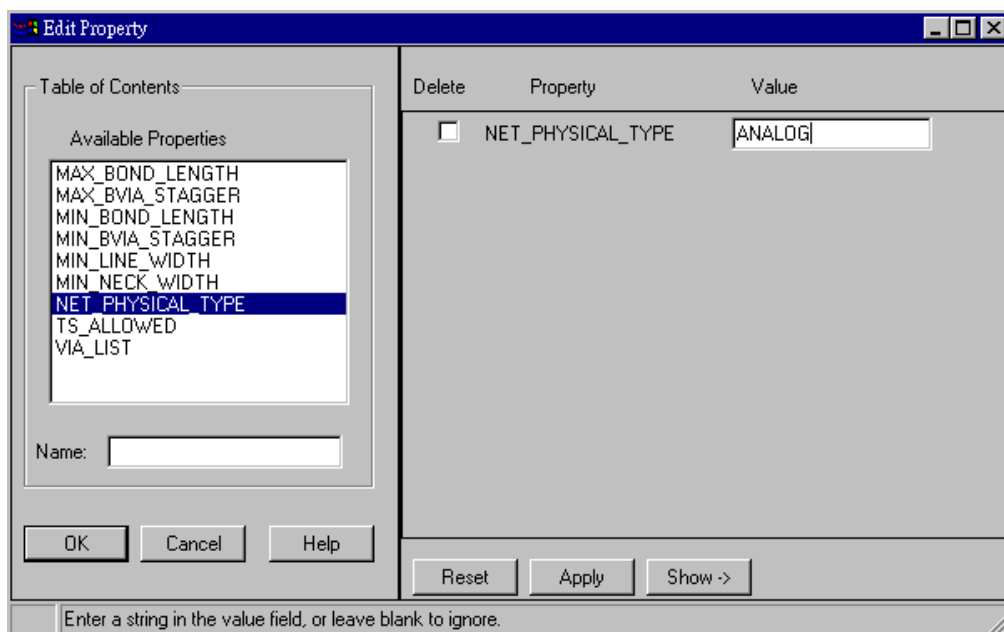 Edit Property
Table of Contents
Available Properties
MAX_BOND_LENGTH
MAX_BVIA_STAGGER
MIN_BOND_LENGTH
MIN_BVIA_STAGGER
MIN_LINE_WIDTH
MIN_NECK_WIDTH
NET_PHYSICAL_TYPE
TS_ALLOWED
VIA_LIST
Name:
OK Cancel Help
Delete Property Value
NET_PHYSICAL_TYPE ANALOG
Reset Apply Show ->
Enter a string in the value field, or leave blank to ignore.